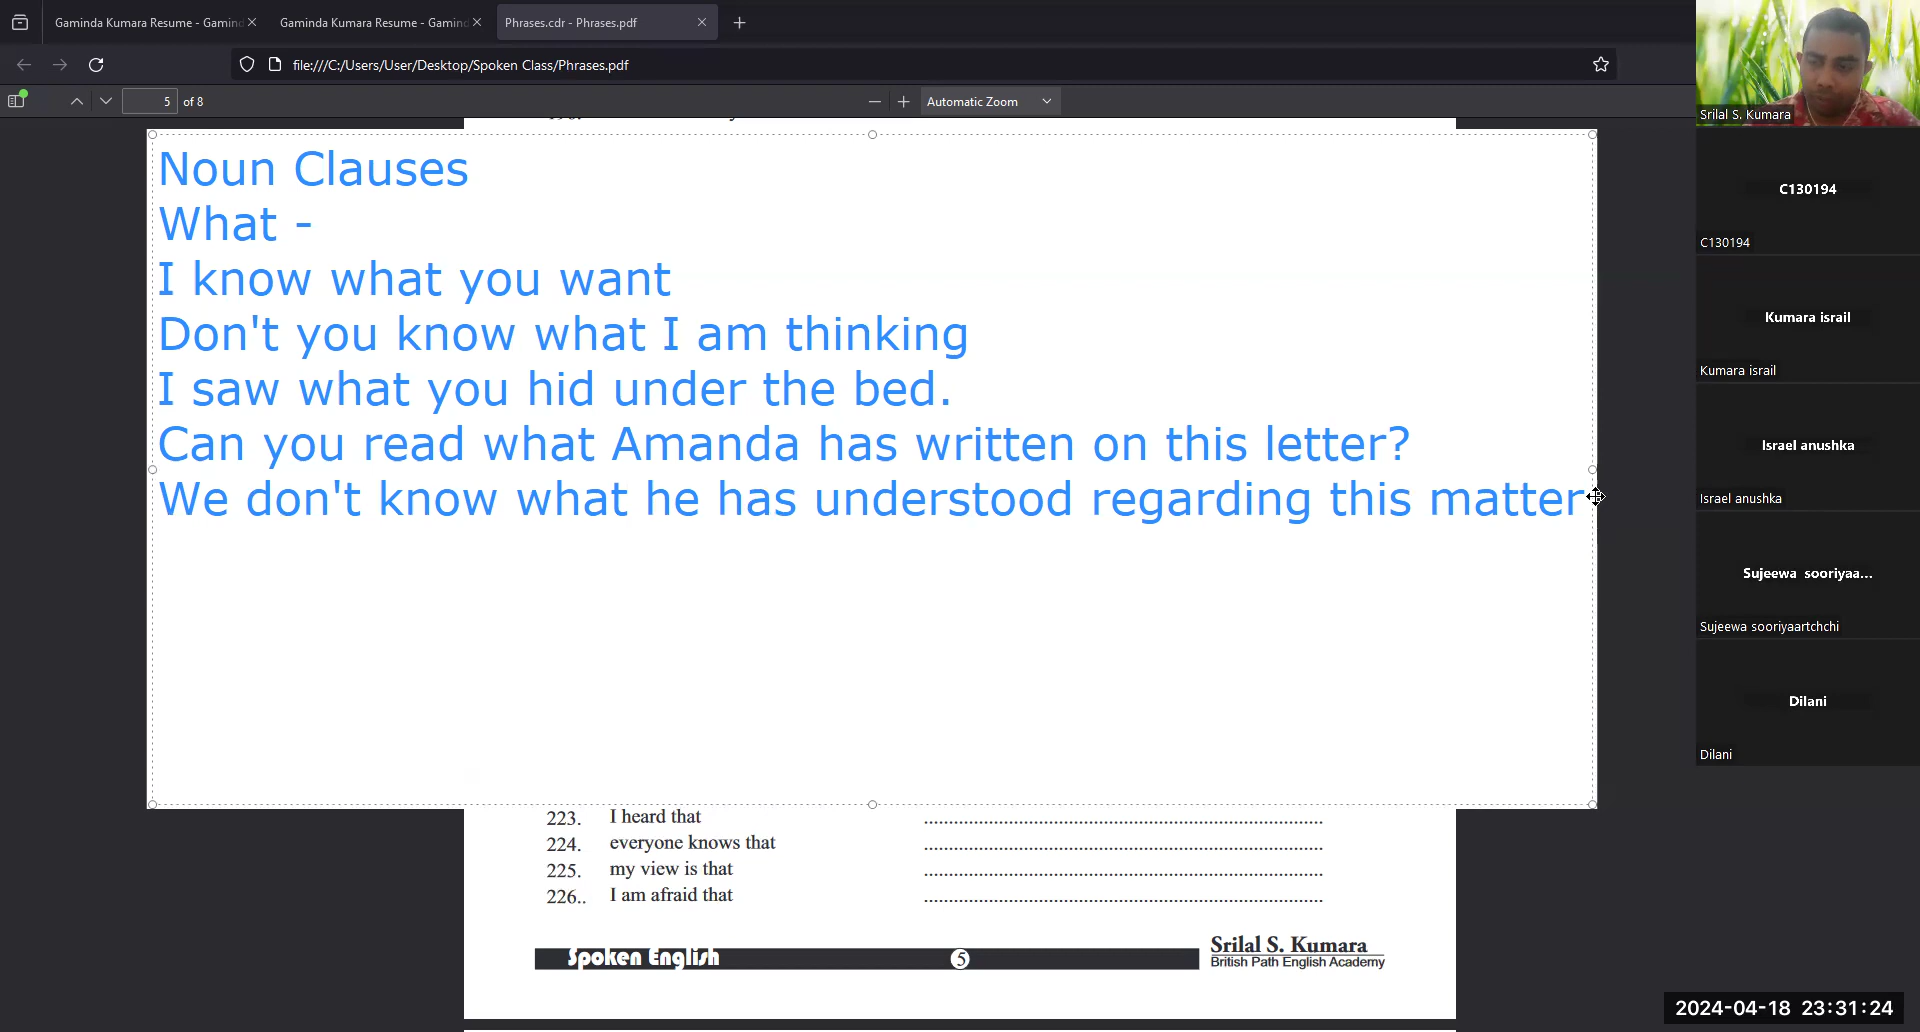 Gaminda Kumara Resume - Gamind
Gaminda Kumara Resume - Gamind
Phrases.cdr - Phrases.pdf
file:///C:/Users/User/Desktop/Spoken Class/Phrases.pdf
5 of 8
Automatic Zoom
Noun Clauses
What -
I know what you want
Don't you know what I am thinking
I saw what you hid under the bed.
Can you read what Amanda has written on this letter?
We don't know what he has understood regarding this matter
223. I heard that ................................................................................
224. everyone knows that ................................................................................
225. my view is that ................................................................................
226.. I am afraid that ................................................................................
Spoken English
5
Srilal S. Kumara
British Path English Academy
Srilal S. Kumara
C130194
C130194
Kumara israil
Kumara israil
Israel anushka
Israel anushka
Sujeewa sooriyaa...
Sujeewa sooriyaartchchi
Dilani
Dilani
2024-04-18 23:31:24